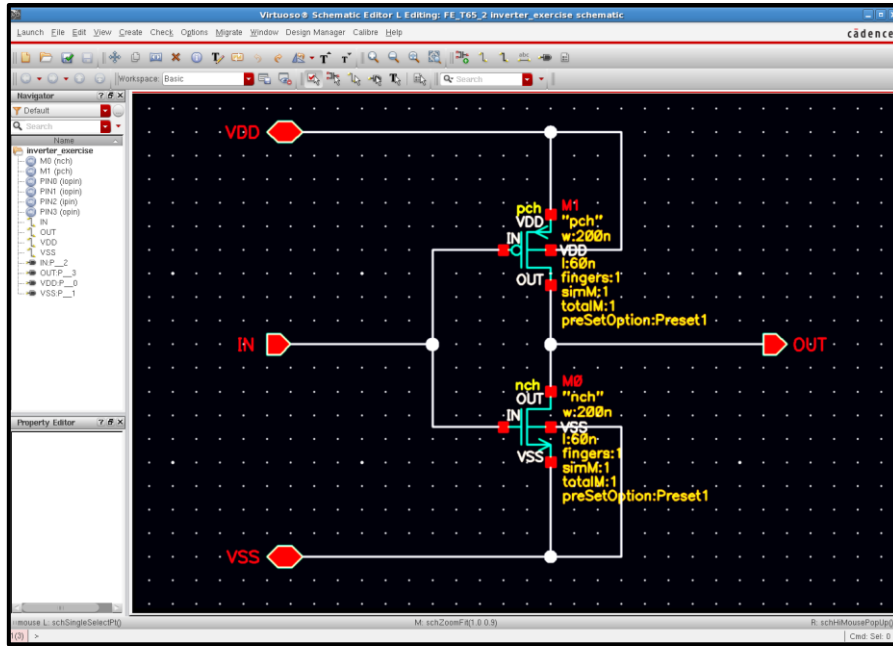 Virtuoso® Schematic Editor L Editing: FE_T65_2 inverter_exercise schematic
Launch File Edit View Create Check Options Migrate Window Design Manager Calibre Help
cādence
Workspace: Basic
Search
Navigator
Default
Search
Name
inverter_exercise
M0 (nch)
M1 (pch)
PIN0 (iopin)
PIN1 (iopin)
PIN2 (ipin)
PIN3 (opin)
IN
OUT
VDD
VSS
IN:P__2
OUT:P__3
VDD:P__0
VSS:P__1
Property Editor
VDD
pch
M1
VDD
"pch"
w:200n
IN
VDD
l:60n
OUT
fingers:1
simM:1
totalM:1
preSetOption:Preset1
IN
OUT
nch
M0
OUT
"nch"
w:200n
IN
VSS
l:60n
VSS
fingers:1
simM:1
totalM:1
preSetOption:Preset1
VSS
mouse L: schSingleSelectPt()
M: schZoomFit(1.0 0.9)
R: schHiMousePopUp()
1(3) >
Cmd: Sel: 0